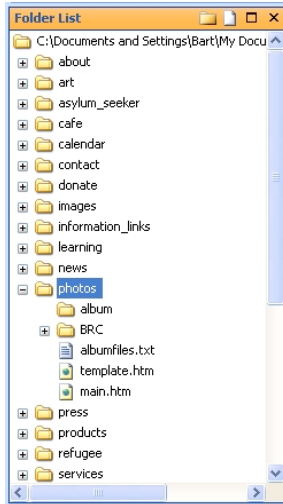 Folder List
C:\Documents and Settings\Bart\My Docu
about
art
asylum_seeker
cafe
calendar
contact
donate
images
information_links
learning
news
photos
album
BRC
albumfiles.txt
template.htm
main.htm
press
products
refugee
services